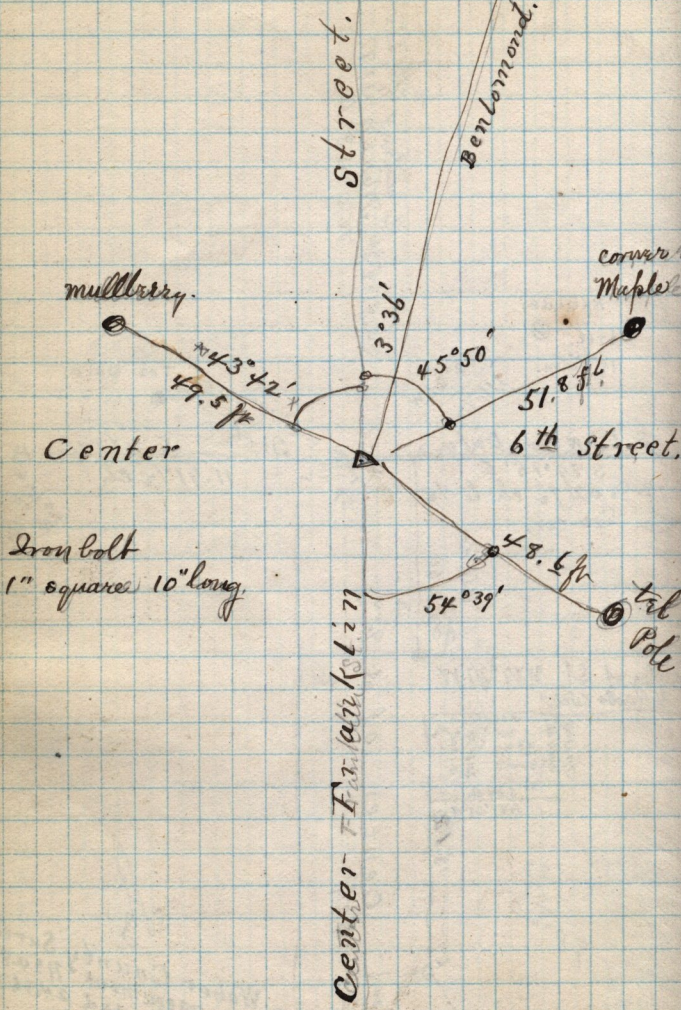 Street.
Benlomond.
mullberry.
corner
Maple
3°36'
43°42'
45°50'
49.5 ft
51.8 ft.
Center
6th Street.
Iron bolt
1" square 10" long.
48.6 ft
54°39'
tel
Pole
Center Franklin